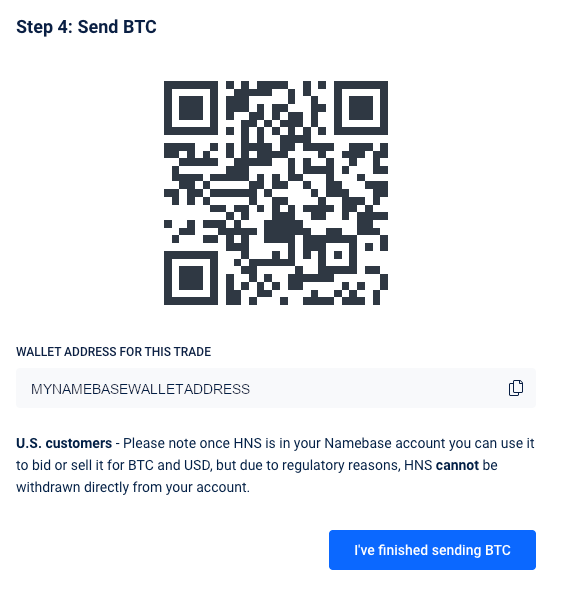 Step 4: Send BTC
WALLET ADDRESS FOR THIS TRADE
MYNAMEBASEWALLETADDRESS
U.S. customers - Please note once HNS is in your Namebase account you can use it
to bid or sell it for BTC and USD, but due to regulatory reasons, HNS cannot be
withdrawn directly from your account.
I've finished sending BTC